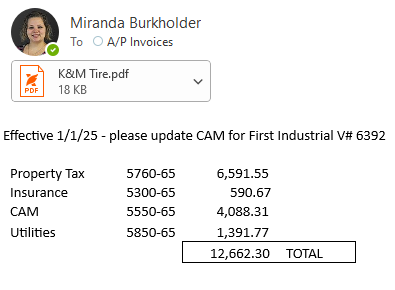 Miranda Burkholder
To A/P Invoices
K&M Tire.pdf
18 KB
PDF
Effective 1/1/25 - please update CAM for First Industrial V# 6392
Property Tax 5760-65 6,591.55
Insurance 5300-65 590.67
CAM 5550-65 4,088.31
Utilities 5850-65 1,391.77
12,662.30 TOTAL